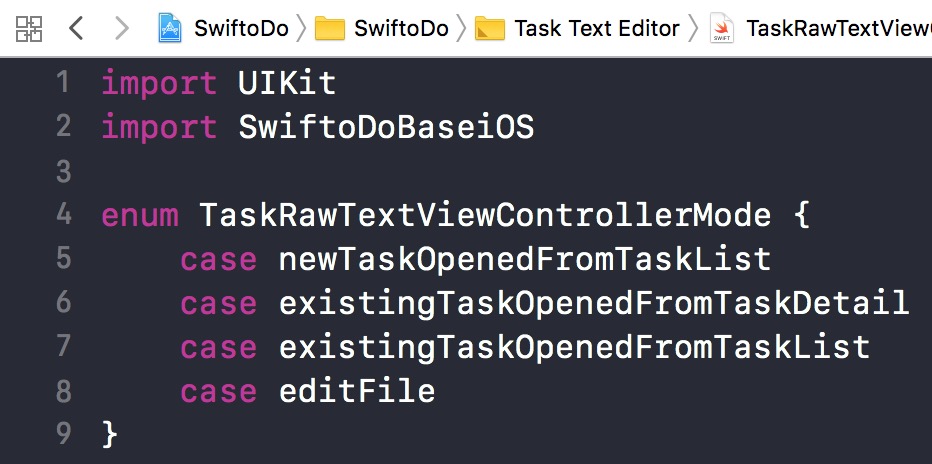 SwiftoDo SwiftoDo Task Text Editor TaskRawTextView
SWIFT
1 import UIKit
2 import SwiftoDoBaseiOS
3
4 enum TaskRawTextViewControllerMode {
5 case newTaskOpenedFromTaskList
6 case existingTaskOpenedFromTaskDetail
7 case existingTaskOpenedFromTaskList
8 case editFile
9 }